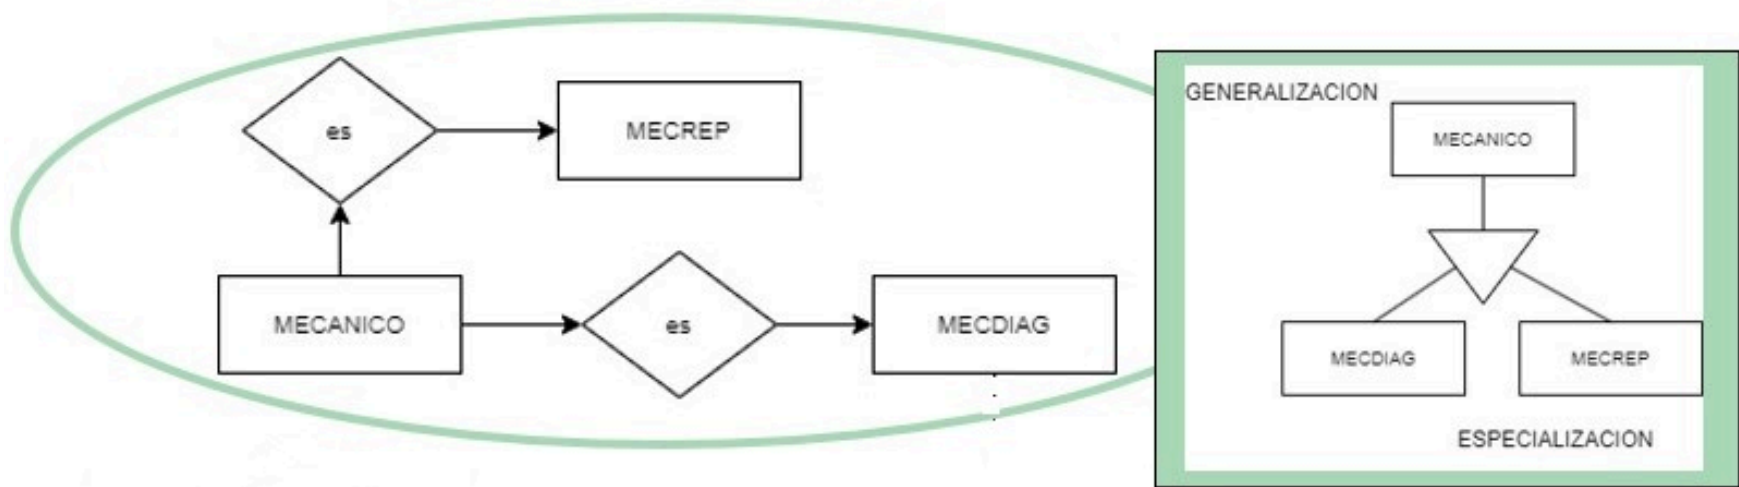 es
MECREP
MECANICO
es
MECDIAG
GENERALIZACION
MECANICO
MECDIAG
MECREP
ESPECIALIZACION